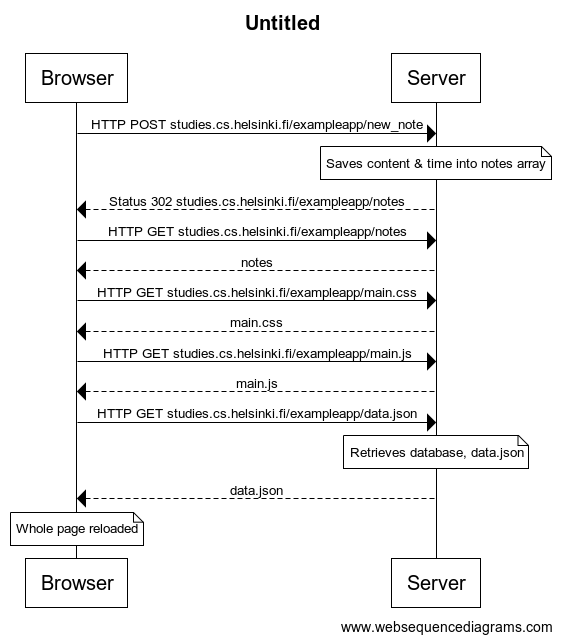 Untitled
Browser
Server
HTTP POST studies.cs.helsinki.fi/exampleapp/new_note
Saves content & time into notes array
Status 302 studies.cs.helsinki.fi/exampleapp/notes
HTTP GET studies.cs.helsinki.fi/exampleapp/notes
notes
HTTP GET studies.cs.helsinki.fi/exampleapp/main.css
main.css
HTTP GET studies.cs.helsinki.fi/exampleapp/main.js
main.js
HTTP GET studies.cs.helsinki.fi/exampleapp/data.json
Retrieves database, data.json
data.json
Whole page reloaded
Browser
Server
www.websequencediagrams.com